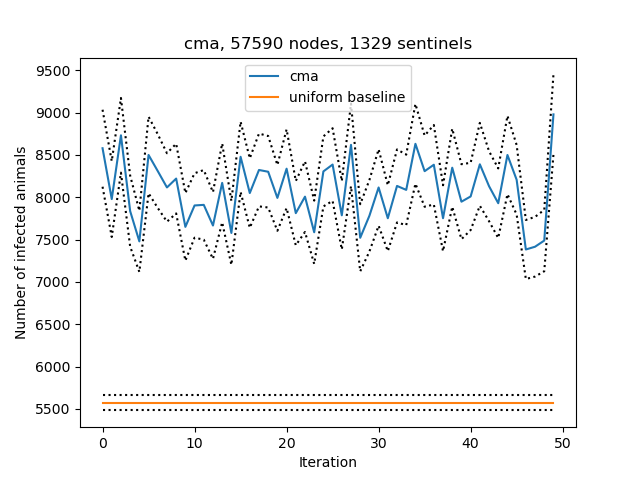 cma, 57590 nodes, 1329 sentinels
cma
uniform baseline
Number of infected animals
9500
9000
8500
8000
7500
7000
6500
6000
5500
0 10 20 30 40 50
Iteration